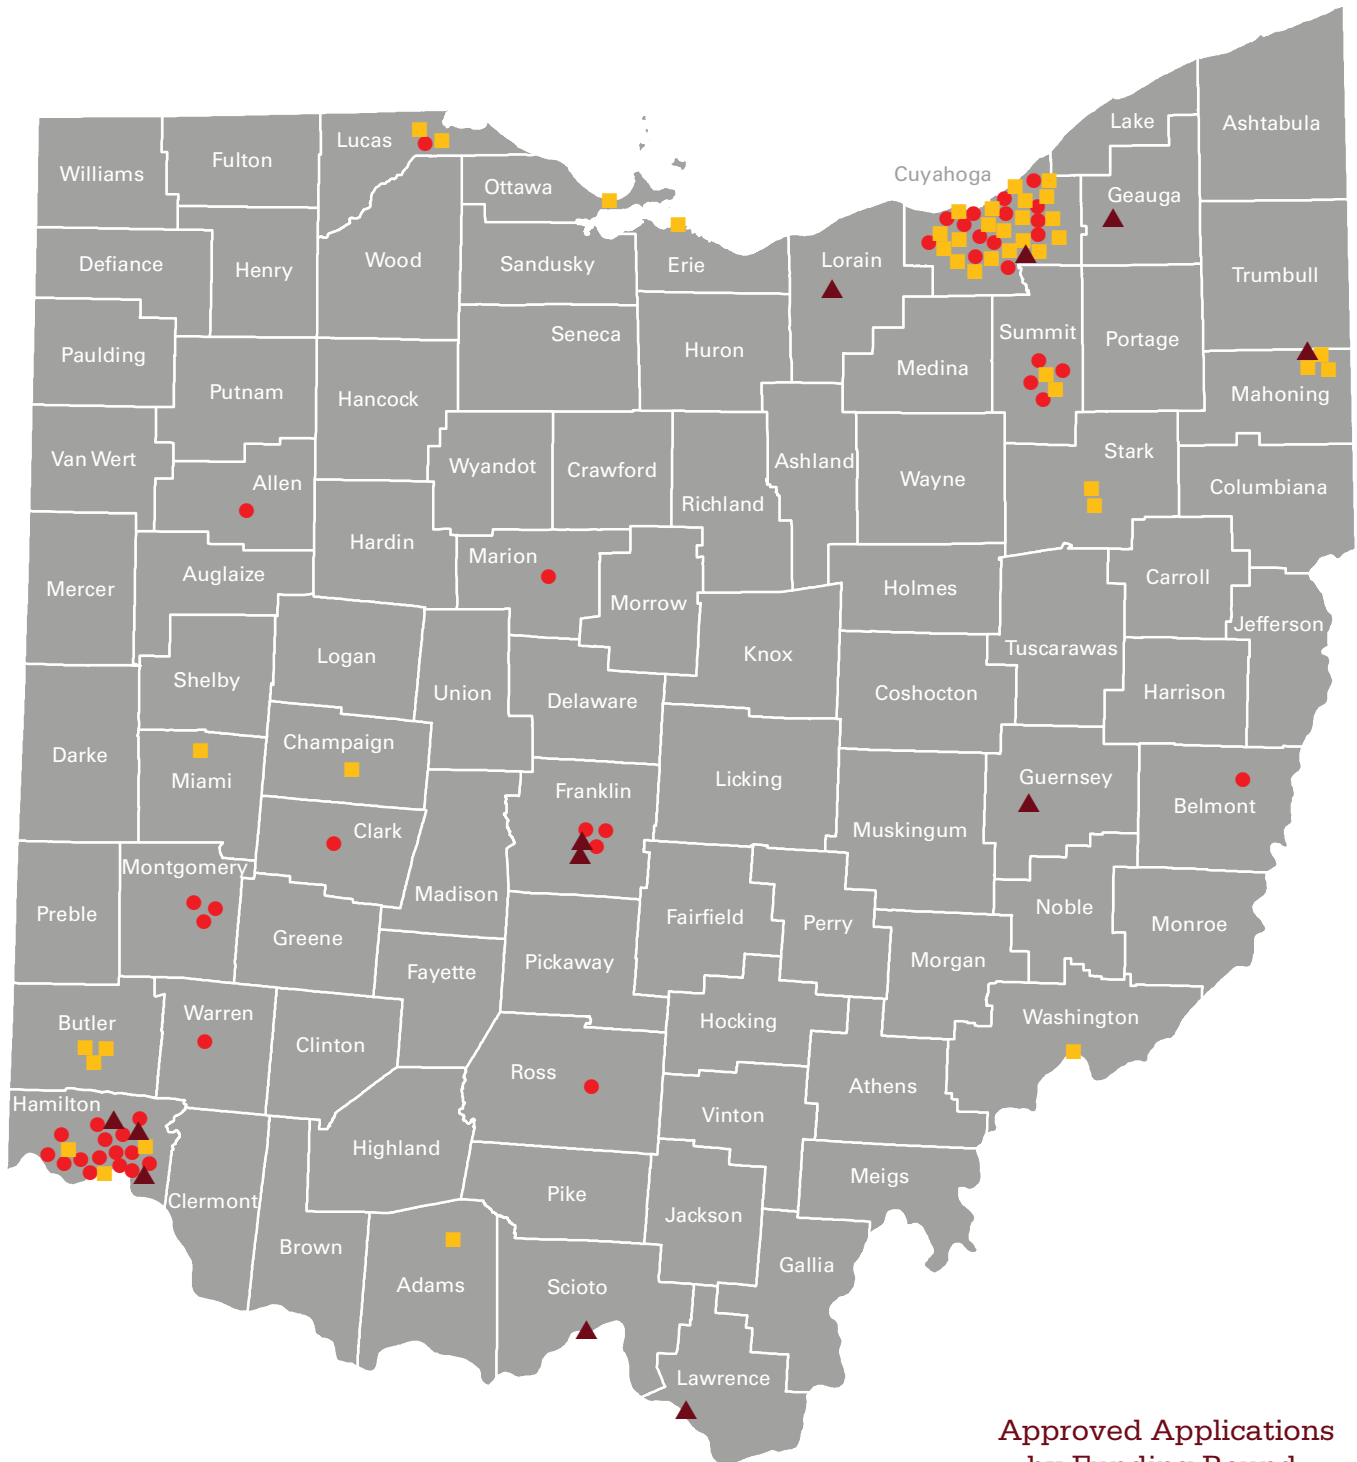 Lake
Ashtabula
Lucas
Fulton
Williams
Cuyahoga
Geauga
Ottawa
Wood
Defiance
Henry
Sandusky
Erie
Lorain
Trumbull
Seneca
Summit
Portage
Paulding
Huron
Medina
Putnam
Hancock
Mahoning
Van Wert
Wyandot
Crawford
Ashland
Stark
Allen
Richland
Wayne
Columbiana
Hardin
Marion
Auglaize
Mercer
Morrow
Holmes
Carroll
Jefferson
Logan
Knox
Tuscarawas
Shelby
Union
Delaware
Coshocton
Harrison
Darke
Champaign
Miami
Licking
Guernsey
Franklin
Belmont
Clark
Muskingum
Montgomery
Madison
Preble
Fairfield
Perry
Noble
Monroe
Greene
Fayette
Pickaway
Morgan
Butler
Warren
Hocking
Washington
Clinton
Ross
Athens
Hamilton
Vinton
Highland
Meigs
Clermont
Pike
Jackson
Brown
Gallia
Adams
Scioto
Lawrence
Approved Applications
by Funding Round